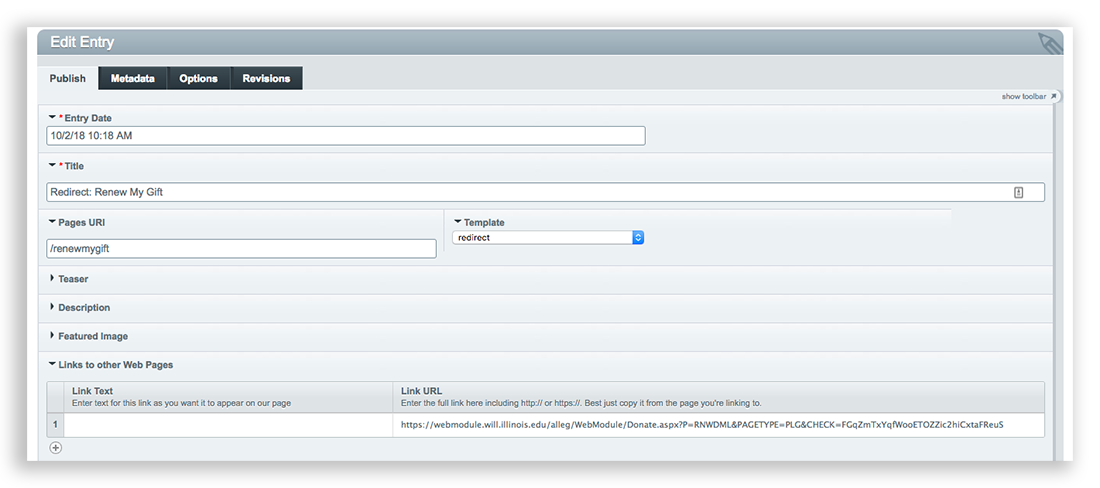 Edit Entry
Publish Metadata Options Revisions
show toolbar
* Entry Date
10/2/18 10:18 AM
* Title
Redirect: Renew My Gift
Pages URI
/renewmygift
Template
redirect
Teaser
Description
Featured Image
Links to other Web Pages
Link Text
Enter text for this link as you want it to appear on our page
Link URL
Enter the full link here including http:// or https://. Best just copy it from the page you're linking to.
1
https://webmodule.will.illinois.edu/alleg/WebModule/Donate.aspx?P=RNWDML&PAGETYPE=PLG&CHECK=FGqZmTxYqfWooETOZZic2hiCxtaFReuS